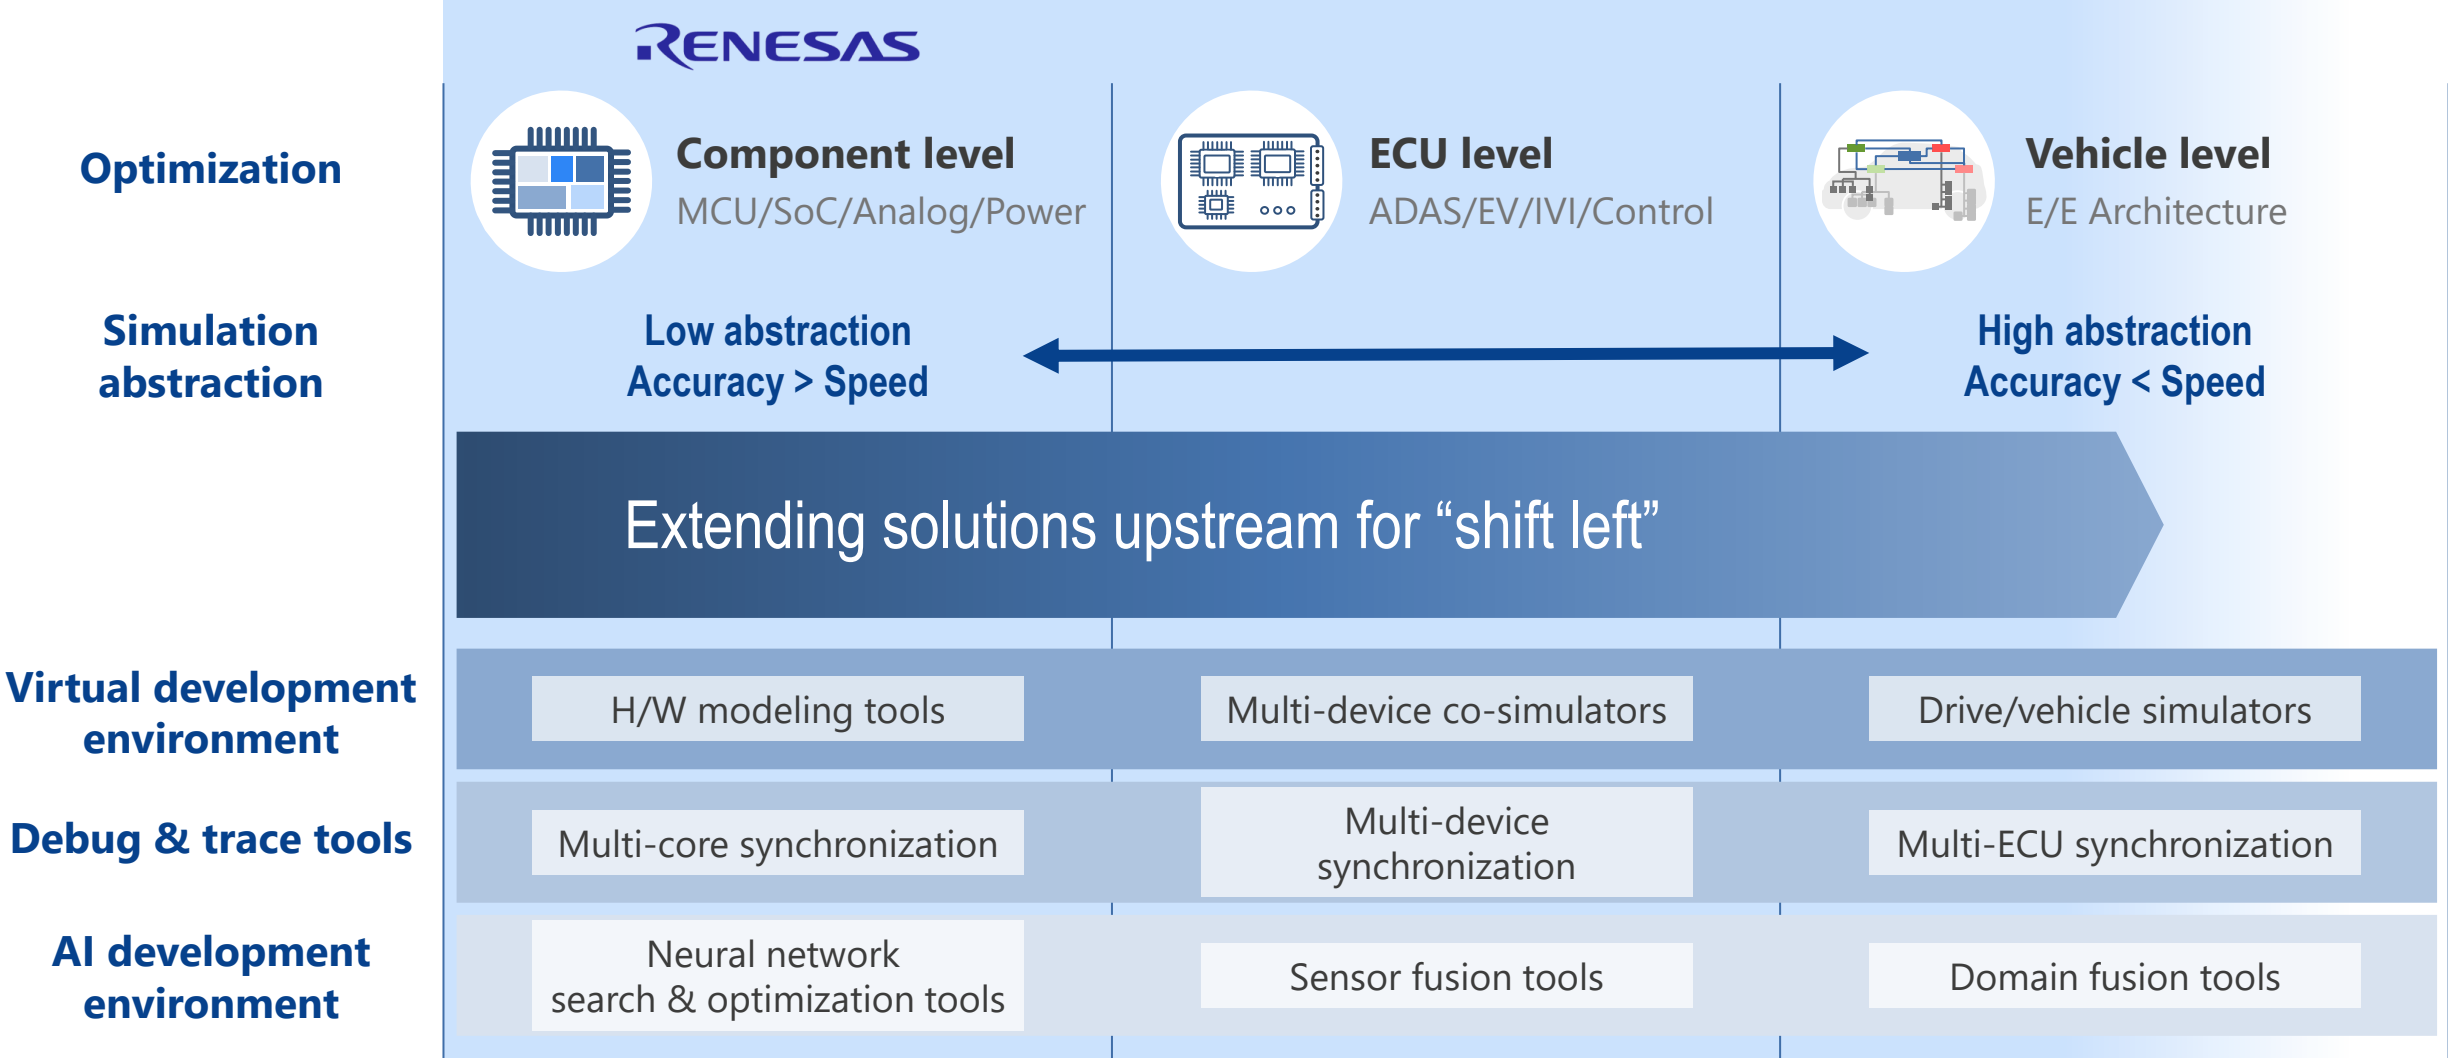 RENESAS
Optimization
Component level
MCU/SoC/Analog/Power
ECU level
ADAS/EV/IVI/Control
Vehicle level
E/E Architecture
Simulation
abstraction
Low abstraction
Accuracy > Speed
High abstraction
Accuracy < Speed
Extending solutions upstream for “shift left”
Virtual development
environment
H/W modeling tools
Multi-device co-simulators
Drive/vehicle simulators
Debug & trace tools
Multi-core synchronization
Multi-device
synchronization
Multi-ECU synchronization
AI development
environment
Neural network
search & optimization tools
Sensor fusion tools
Domain fusion tools